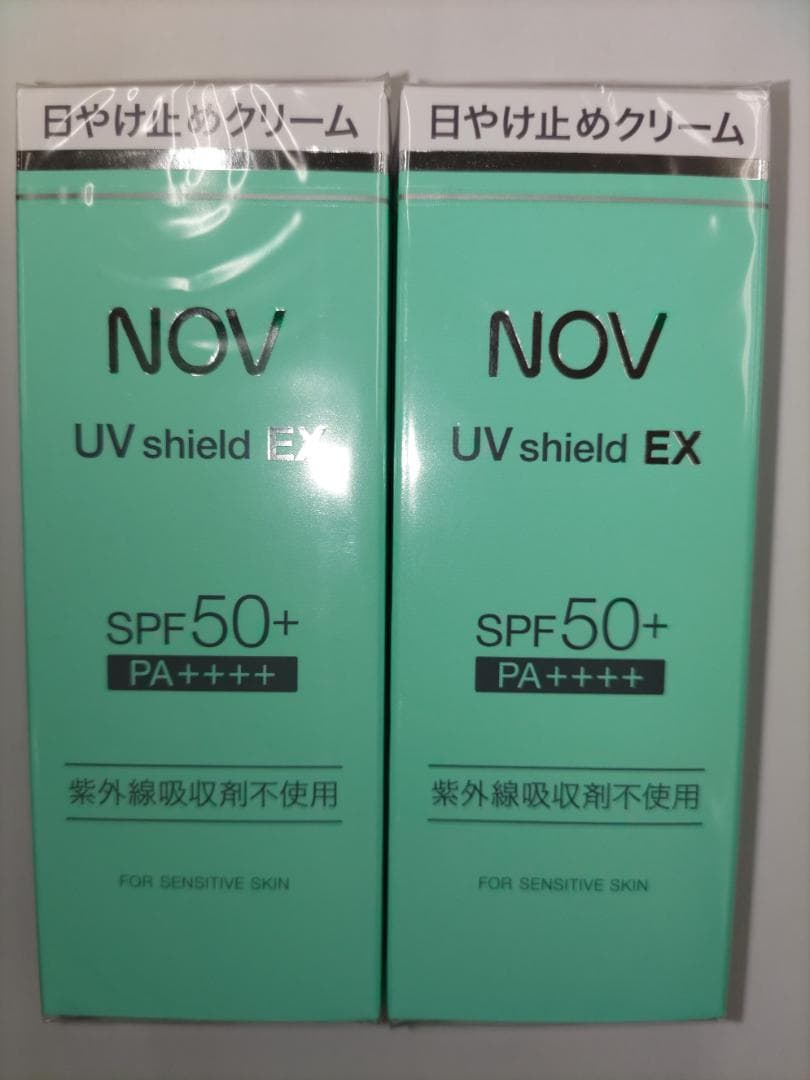 日やけ止めクリーム
NOV
UV shield EX
SPF50+
PA++++
紫外線吸収剤不使用
FOR SENSITIVE SKIN
日やけ止めクリーム
NOV
UV shield EX
SPF50+
PA++++
紫外線吸収剤不使用
FOR SENSITIVE SKIN